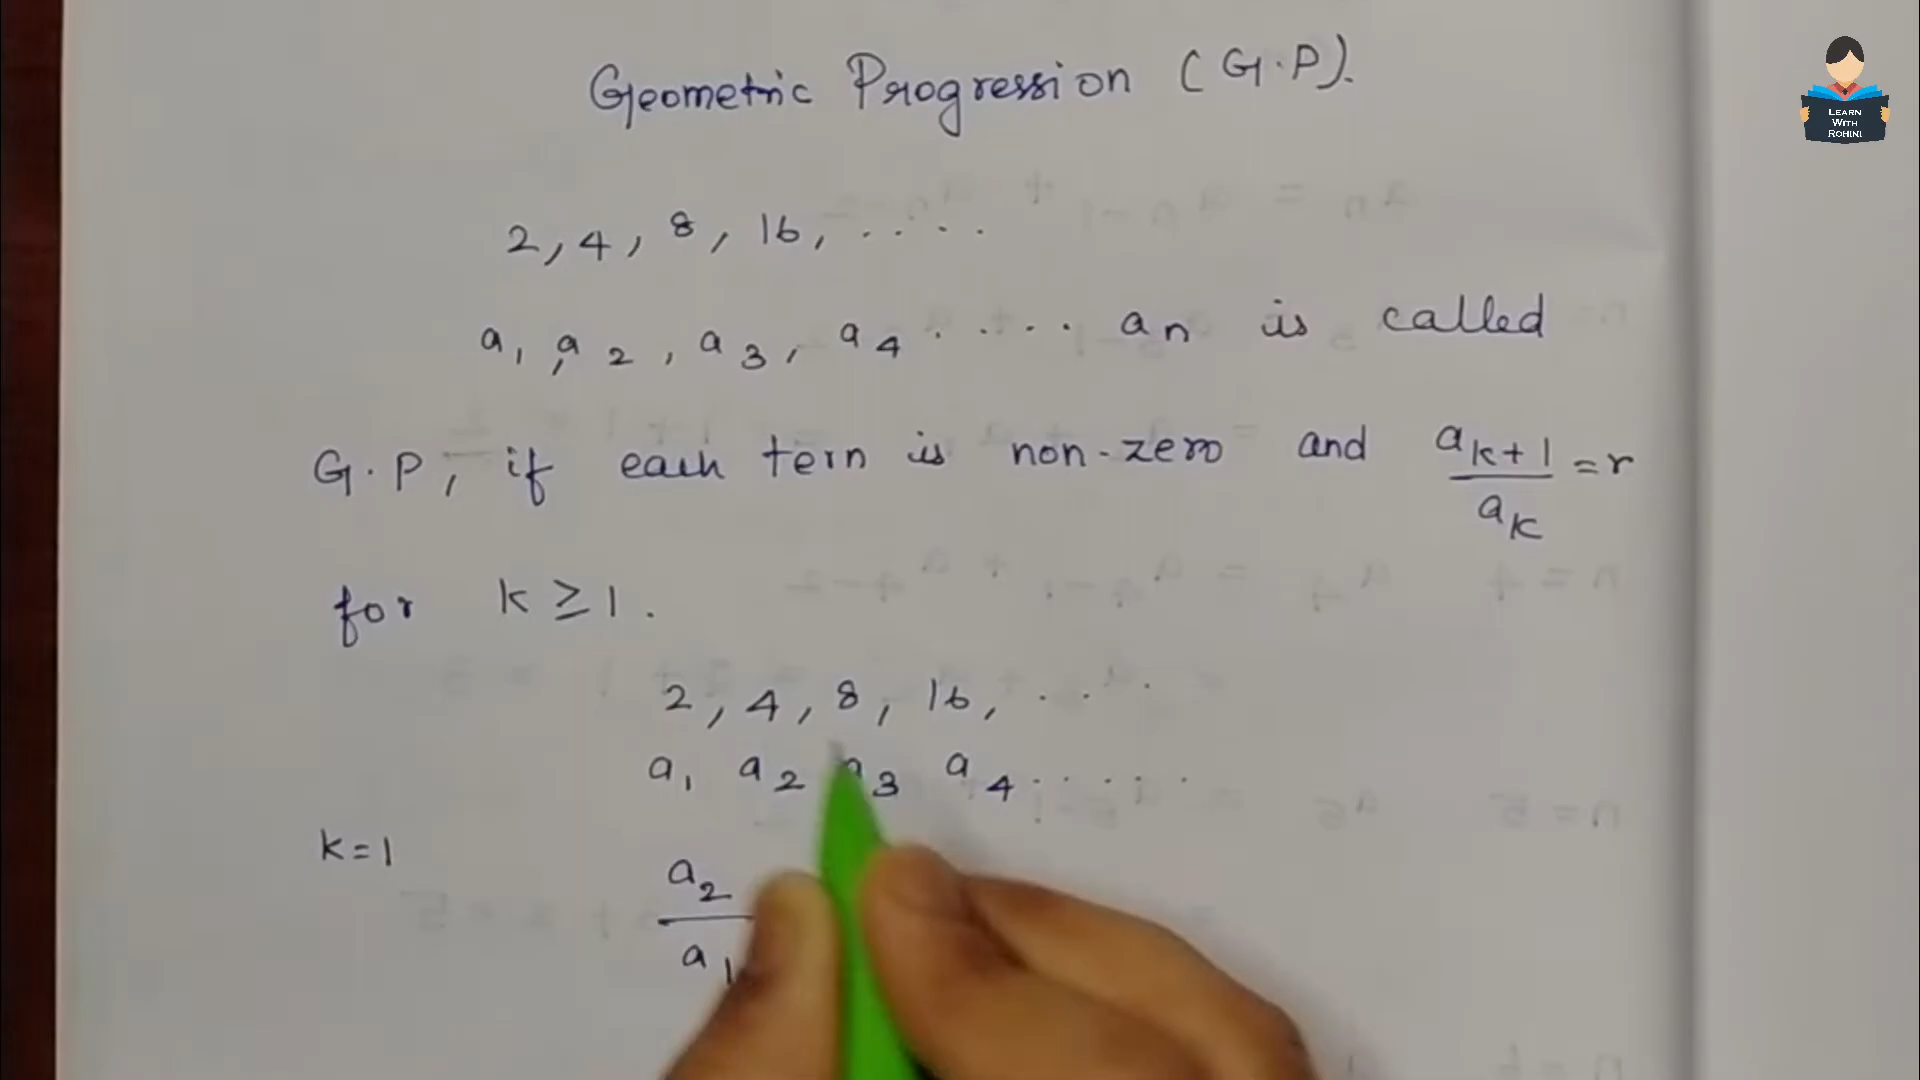 Geometric Progression (G.P).
LEARN
WITH
ROHINI
2, 4, 8, 16, ....
a1, a2, a3, a4 .... an is called
G.P, if each tern is non-zero and ak+1/ak = r
for k ≥ 1.
2, 4, 8, 16, ...
a1 a2 a3 a4 .....
k=1
a2/a1